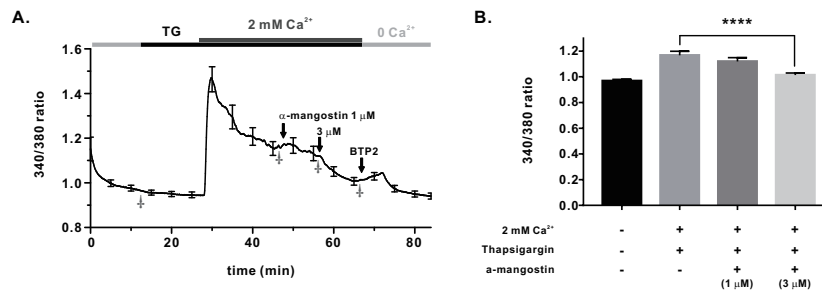 A.
2 mM Ca²⁺
TG
0 Ca²⁺
340/380 ratio
1.6
1.4
1.2
1.0
0.8
α-mangostin 1 μM
3 μM
BTP2
‡
‡
‡
‡
0
20
40
60
80
time (min)
B.
****
340/380 ratio
1.2
1.0
0.8
0.6
0.4
0.2
0.0
2 mM Ca²⁺ - + + +
Thapsigargin - + + +
a-mangostin - - + +
(1 μM) (3 μM)